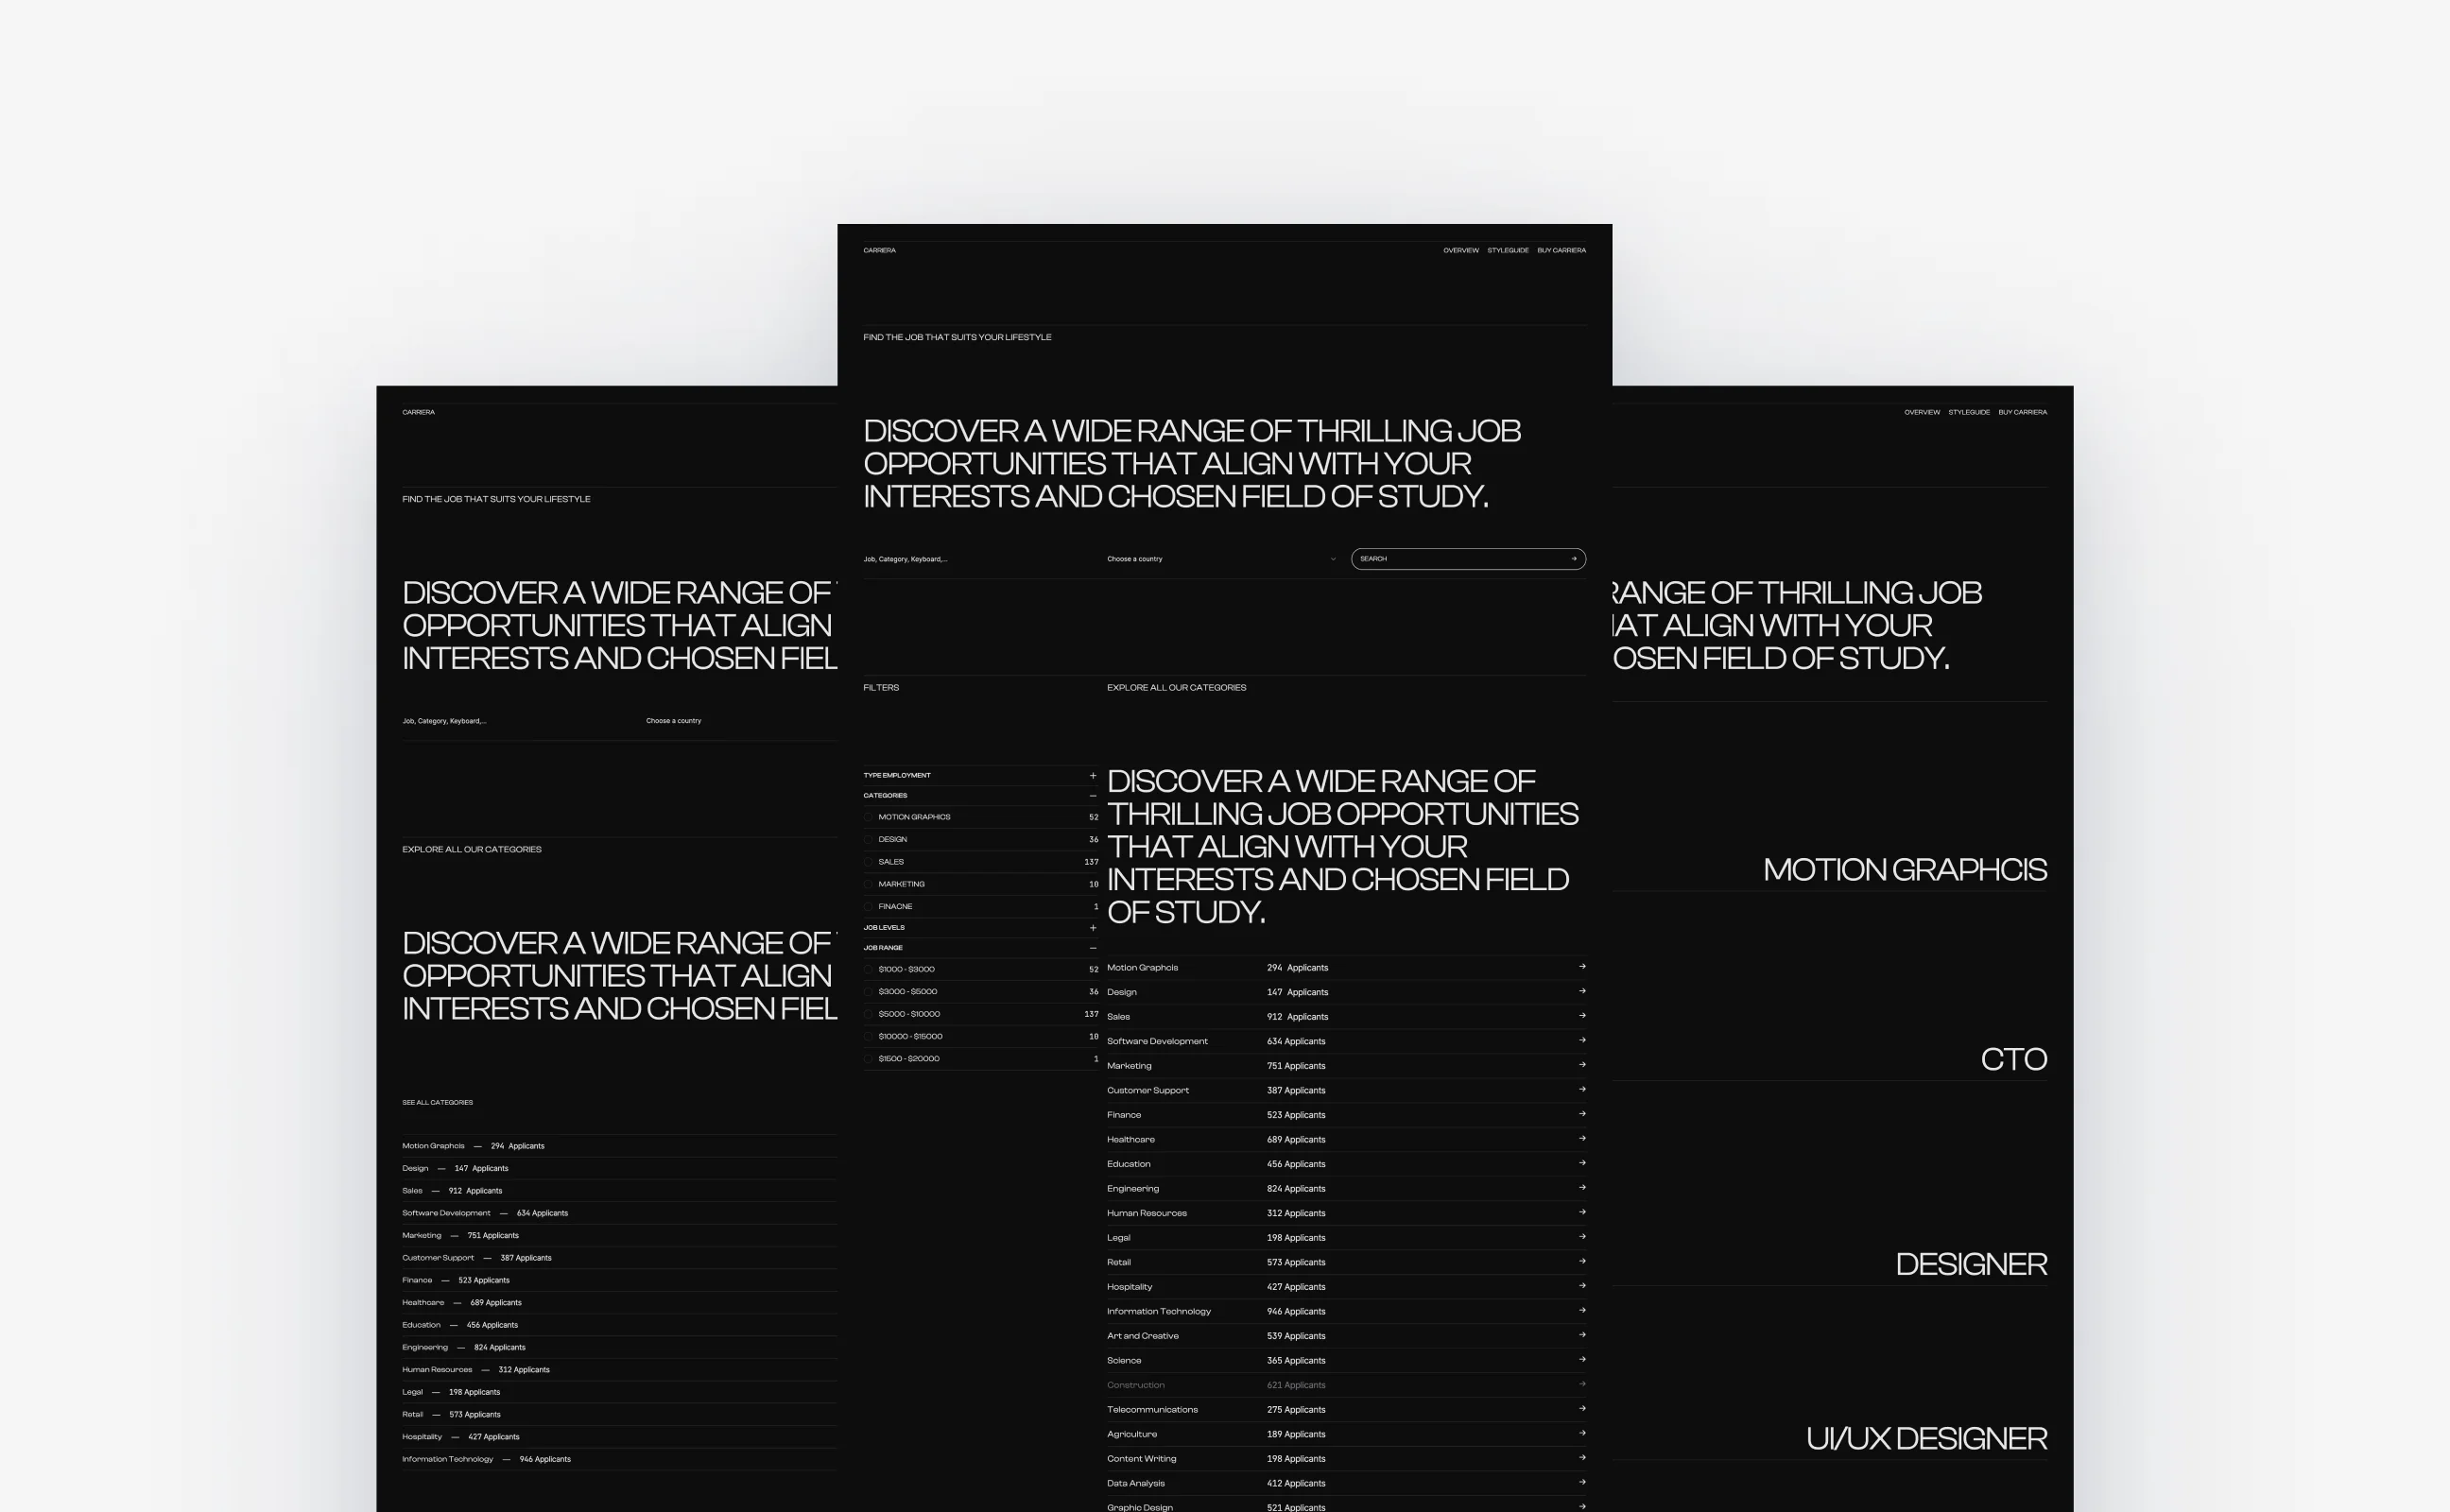 CARRIERA
OVERVIEW STYLEGUIDE BUY CARRIERA
FIND THE JOB THAT SUITS YOUR LIFESTYLE
DISCOVER A WIDE RANGE OF THRILLING JOB
OPPORTUNITIES THAT ALIGN WITH YOUR
INTERESTS AND CHOSEN FIELD OF STUDY.
Job, Category, Keyboard,...
Choose a country
SEARCH
FILTERS
TYPE EMPLOYMENT
CATEGORIES
MOTION GRAPHICS 52
DESIGN 36
SALES 137
MARKETING 10
FINACNE 1
JOB LEVELS
JOB RANGE
$1000 - $3000 52
$3000 - $5000 36
$5000 - $10000 137
$10000 - $15000 10
$1500 - $20000 1
EXPLORE ALL OUR CATEGORIES
DISCOVER A WIDE RANGE OF
THRILLING JOB OPPORTUNITIES
THAT ALIGN WITH YOUR
INTERESTS AND CHOSEN FIELD
OF STUDY.
Motion Graphcis 294 Applicants
Design 147 Applicants
Sales 912 Applicants
Software Development 634 Applicants
Marketing 751 Applicants
Customer Support 387 Applicants
Finance 523 Applicants
Healthcare 689 Applicants
Education 456 Applicants
Engineering 824 Applicants
Human Resources 312 Applicants
Legal 198 Applicants
Retail 573 Applicants
Hospitality 427 Applicants
Information Technology 946 Applicants
Art and Creative 539 Applicants
Science 365 Applicants
Construction 621 Applicants
Telecommunications 275 Applicants
Agriculture 189 Applicants
Content Writing 198 Applicants
Data Analysis 412 Applicants
Graphic Design 521 Applicants
CARRIERA
FIND THE JOB THAT SUITS YOUR LIFESTYLE
DISCOVER A WIDE RANGE OF
OPPORTUNITIES THAT ALIGN
INTERESTS AND CHOSEN FIEL
Job, Category, Keyboard,...
Choose a country
EXPLORE ALL OUR CATEGORIES
DISCOVER A WIDE RANGE OF
OPPORTUNITIES THAT ALIGN
INTERESTS AND CHOSEN FIEL
SEE ALL CATEGORIES
Motion Graphcis — 294 Applicants
Design — 147 Applicants
Sales — 912 Applicants
Software Development — 634 Applicants
Marketing — 751 Applicants
Customer Support — 387 Applicants
Finance — 523 Applicants
Healthcare — 689 Applicants
Education — 456 Applicants
Engineering — 824 Applicants
Human Resources — 312 Applicants
Legal — 198 Applicants
Retail — 573 Applicants
Hospitality — 427 Applicants
Information Technology — 946 Applicants
OVERVIEW STYLEGUIDE BUY CARRIERA
RANGE OF THRILLING JOB
HAT ALIGN WITH YOUR
OSEN FIELD OF STUDY.
MOTION GRAPHCIS
CTO
DESIGNER
UI/UX DESIGNER